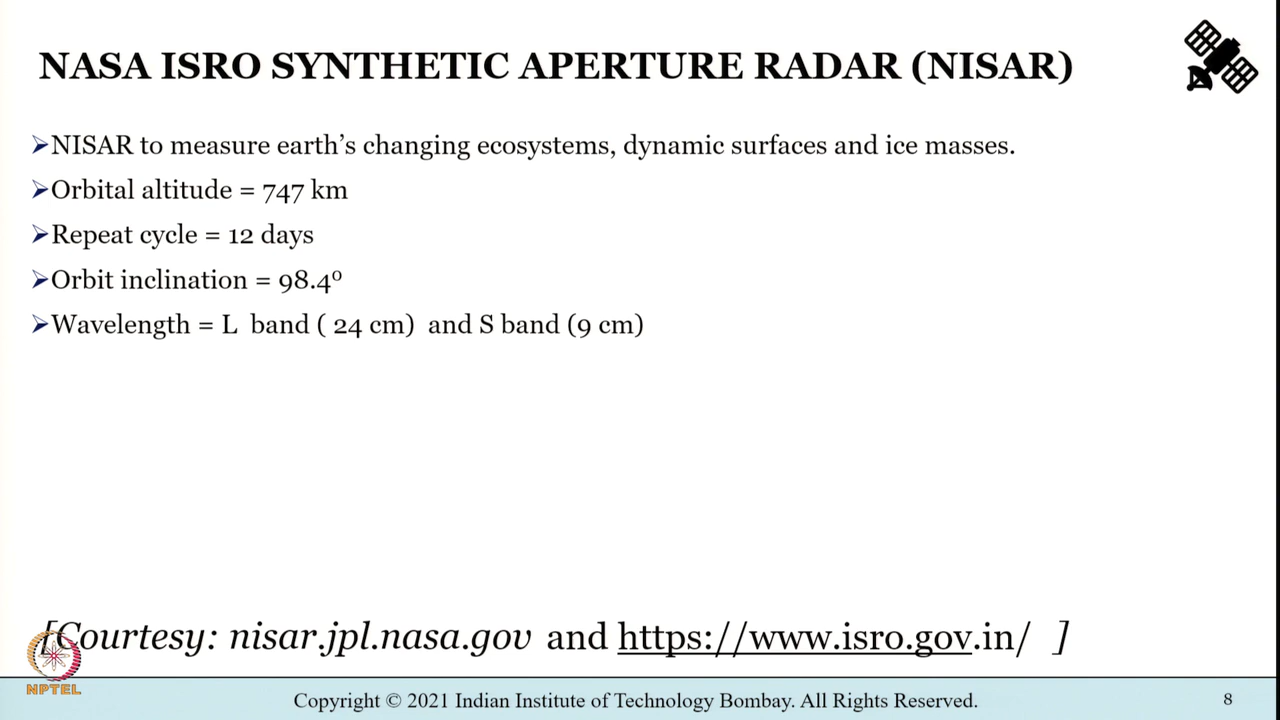 NASA ISRO SYNTHETIC APERTURE RADAR (NISAR)
➢NISAR to measure earth’s changing ecosystems, dynamic surfaces and ice masses.
➢Orbital altitude = 747 km
➢Repeat cycle = 12 days
➢Orbit inclination = 98.4⁰
➢Wavelength = L band ( 24 cm) and S band (9 cm)
[Courtesy: nisar.jpl.nasa.gov and https://www.isro.gov.in/ ]
NPTEL
Copyright © 2021 Indian Institute of Technology Bombay. All Rights Reserved.
8